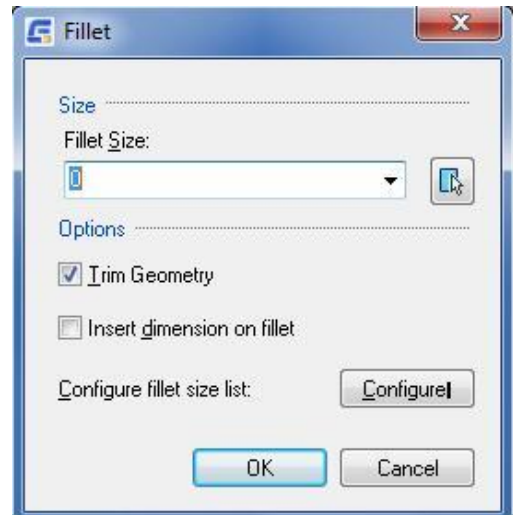 Fillet
Size
Fillet Size:
0
Options
Trim Geometry
Insert dimension on fillet
Configure fillet size list:
Configure
OK
Cancel